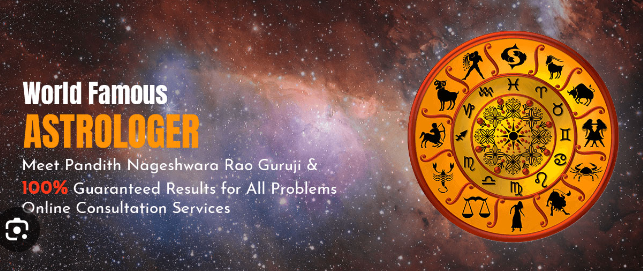 World Famous
ASTROLOGER
Meet Pandith Nageshwara Rao Guruji &
100% Guaranteed Results for All Problems
Online Consultation Services